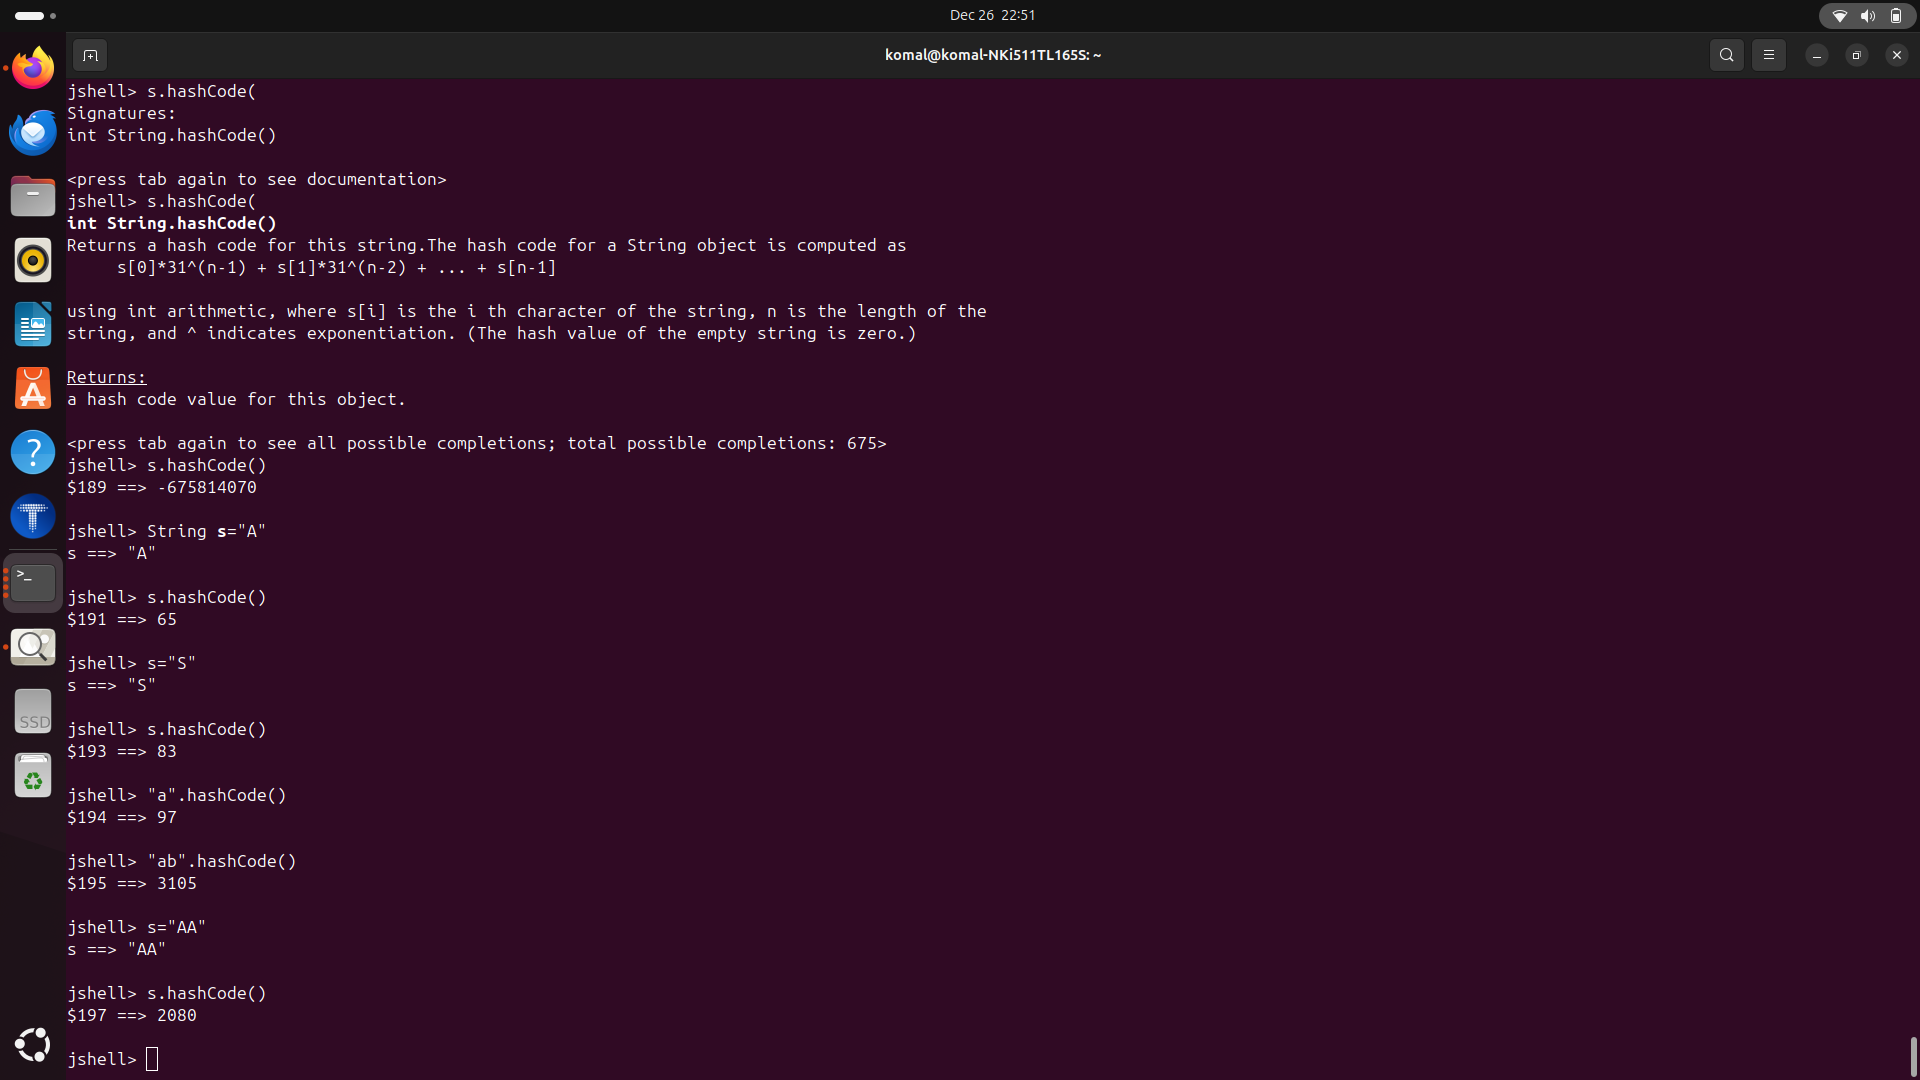 Dec 26 22:51
komal@komal-NKi511TL165S: ~
jshell> s.hashCode(
Signatures:
int String.hashCode()
<press tab again to see documentation>
jshell> s.hashCode(
int String.hashCode()
Returns a hash code for this string.The hash code for a String object is computed as
s[0]*31^(n-1) + s[1]*31^(n-2) + ... + s[n-1]
using int arithmetic, where s[i] is the i th character of the string, n is the length of the
string, and ^ indicates exponentiation. (The hash value of the empty string is zero.)
Returns:
a hash code value for this object.
<press tab again to see all possible completions; total possible completions: 675>
jshell> s.hashCode()
$189 ==> -675814070
jshell> String s="A"
s ==> "A"
jshell> s.hashCode()
$191 ==> 65
jshell> s="S"
s ==> "S"
jshell> s.hashCode()
$193 ==> 83
jshell> "a".hashCode()
$194 ==> 97
jshell> "ab".hashCode()
$195 ==> 3105
jshell> s="AA"
s ==> "AA"
jshell> s.hashCode()
$197 ==> 2080
jshell>
SSD